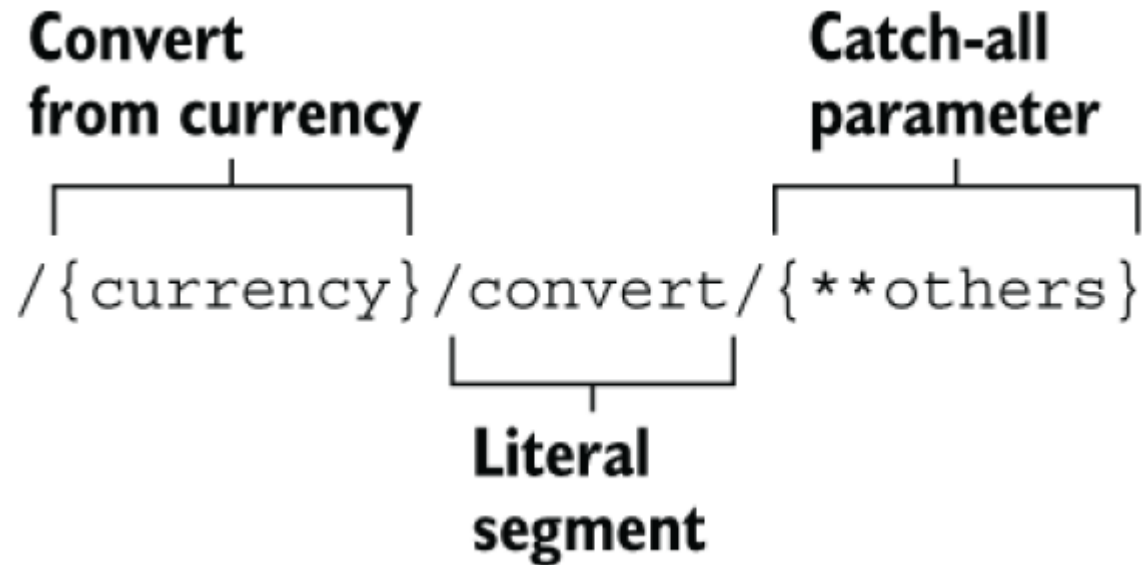 Convert
from currency
Catch-all
parameter
/{currency}/convert/{**others}
Literal
segment